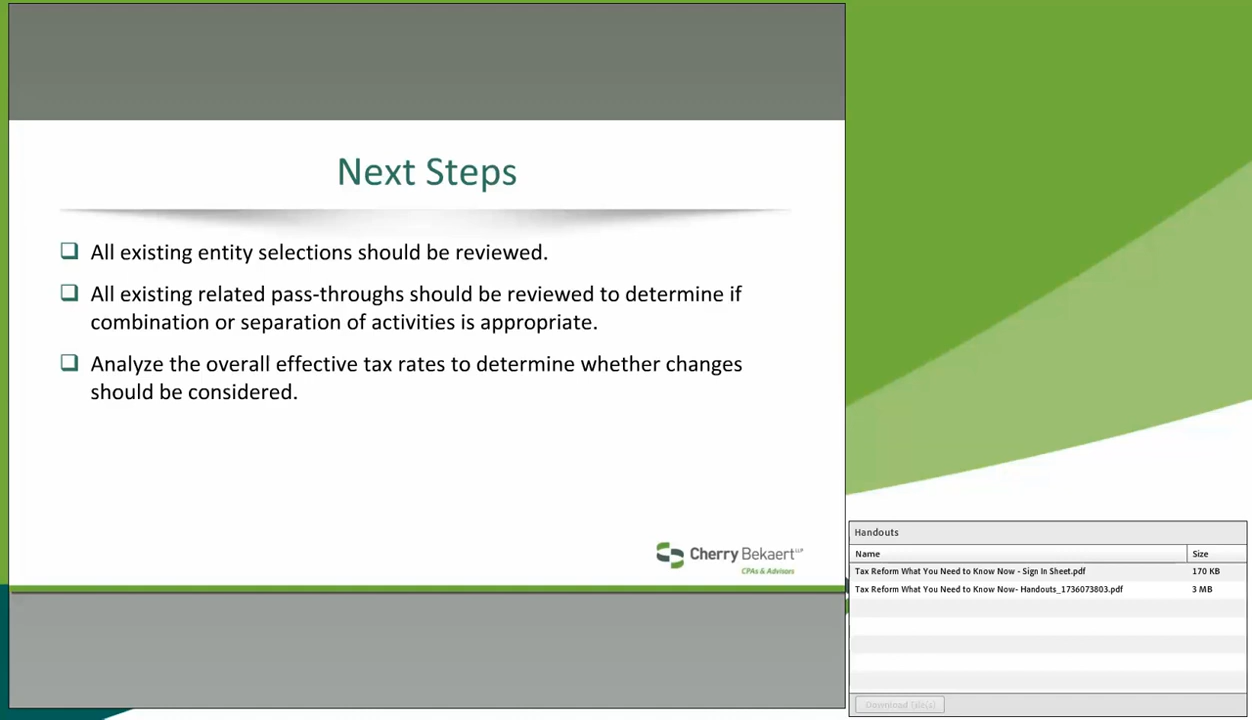 Next Steps
All existing entity selections should be reviewed.
All existing related pass-throughs should be reviewed to determine if
combination or separation of activities is appropriate.
Analyze the overall effective tax rates to determine whether changes
should be considered.
Cherry Bekaert LLP
CPAs & Advisors
Handouts
Name Size
Tax Reform What You Need to Know Now - Sign In Sheet.pdf 170 KB
Tax Reform What You Need to Know Now- Handouts_1736073803.pdf 3 MB
Download File(s)